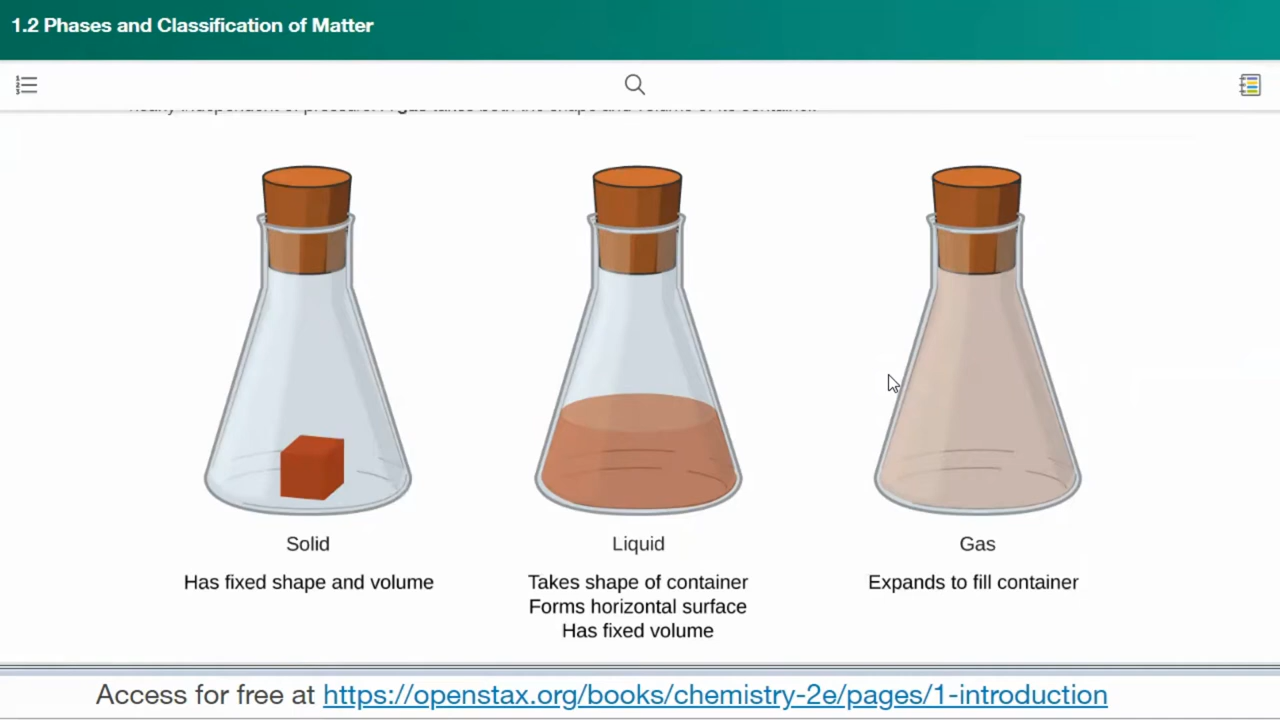 1.2 Phases and Classification of Matter
Solid
Has fixed shape and volume
Liquid
Takes shape of container
Forms horizontal surface
Has fixed volume
Gas
Expands to fill container
Access for free at https://openstax.org/books/chemistry-2e/pages/1-introduction